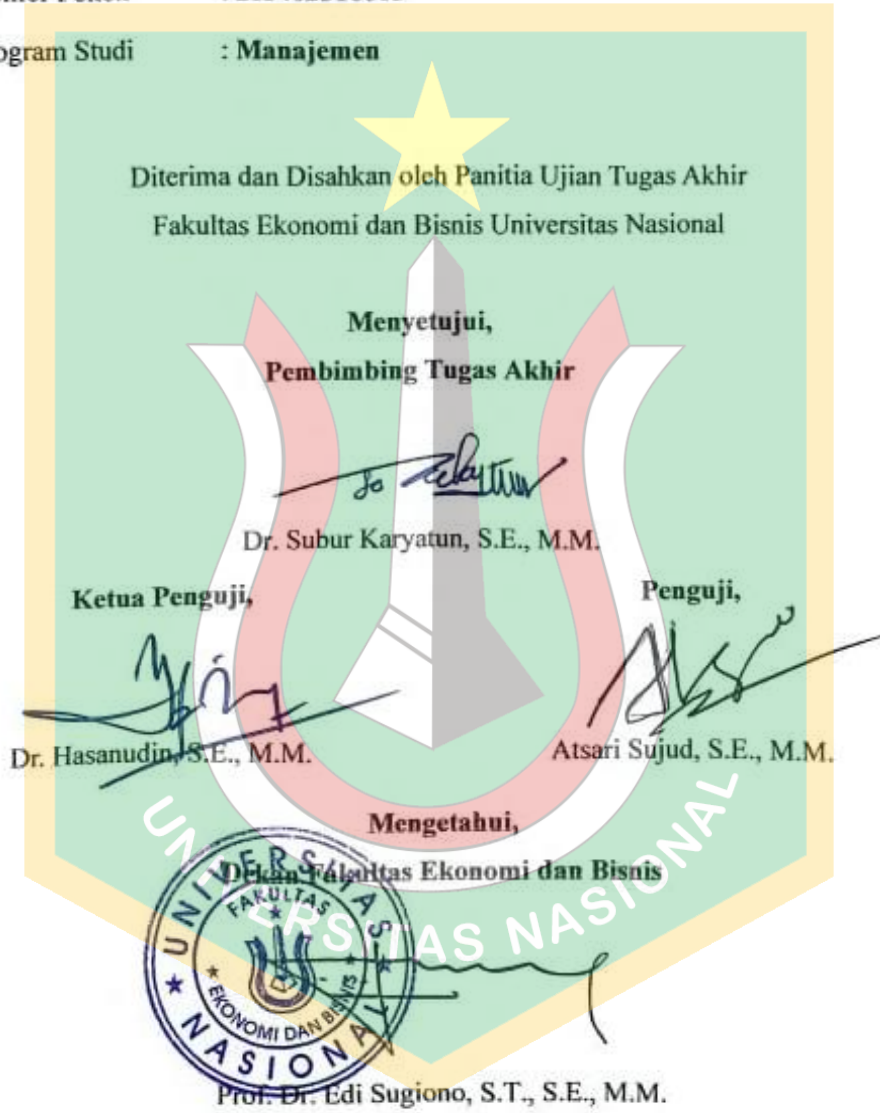 ogram Studi : Manajemen
Diterima dan Disahkan oleh Panitia Ujian Tugas Akhir
Fakultas Ekonomi dan Bisnis Universitas Nasional
Menyetujui,
Pembimbing Tugas Akhir
Dr. Subur Karyatun, S.E., M.M.
Ketua Penguji,
Penguji,
Dr. Hasanudin, S.E., M.M.
Atsari Sujud, S.E., M.M.
Mengetahui,
Dekan Fakultas Ekonomi dan Bisnis
UNIVERSITAS NASIONAL
UNIVERSITAS NASIONAL
FAKULTAS
EKONOMI DAN BISNIS
Prof. Dr. Edi Sugiono, S.T., S.E., M.M.